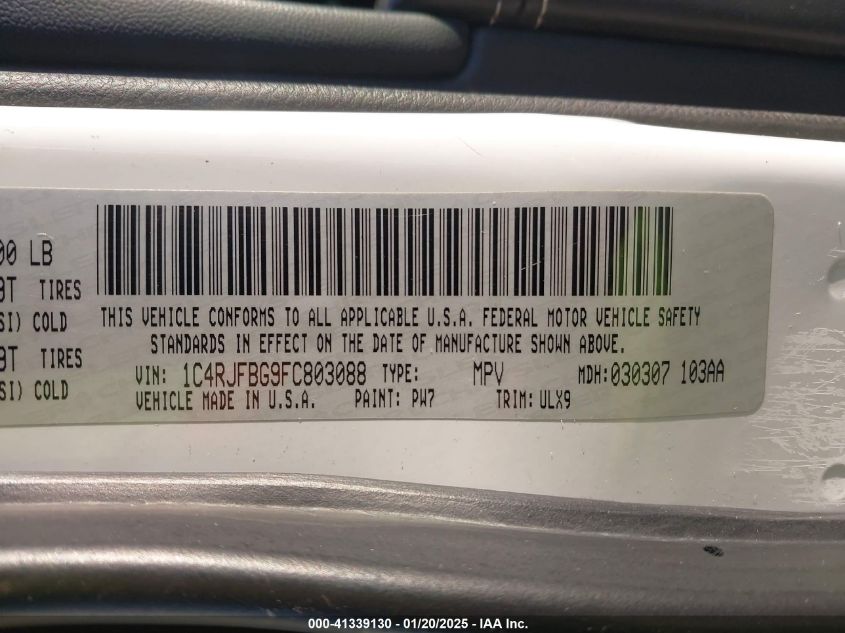 00 LB
9T TIRES
SI) COLD
9T TIRES
SI) COLD
THIS VEHICLE CONFORMS TO ALL APPLICABLE U.S.A. FEDERAL MOTOR VEHICLE SAFETY
STANDARDS IN EFFECT ON THE DATE OF MANUFACTURE SHOWN ABOVE.
VIN: 1C4RJFBG9FC803088 TYPE: MPV MDH:030307 103AA
VEHICLE MADE IN U.S.A. PAINT: PW7 TRIM:ULX9
000-41339130 - 01/20/2025 - IAA Inc.